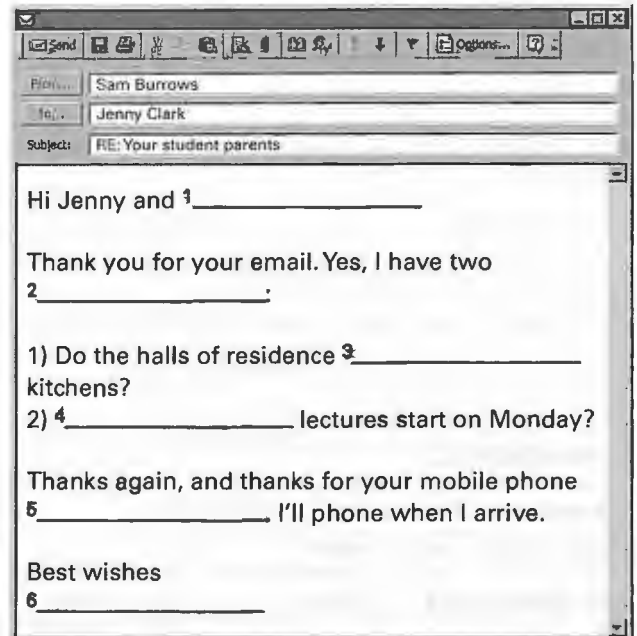 Send Options...
From... Sam Burrows
To... Jenny Clark
Subject: RE: Your student parents
Hi Jenny and 1
Thank you for your email. Yes, I have two
2 .
1) Do the halls of residence 3
kitchens?
2) 4 lectures start on Monday?
Thanks again, and thanks for your mobile phone
5 . I'll phone when I arrive.
Best wishes
6